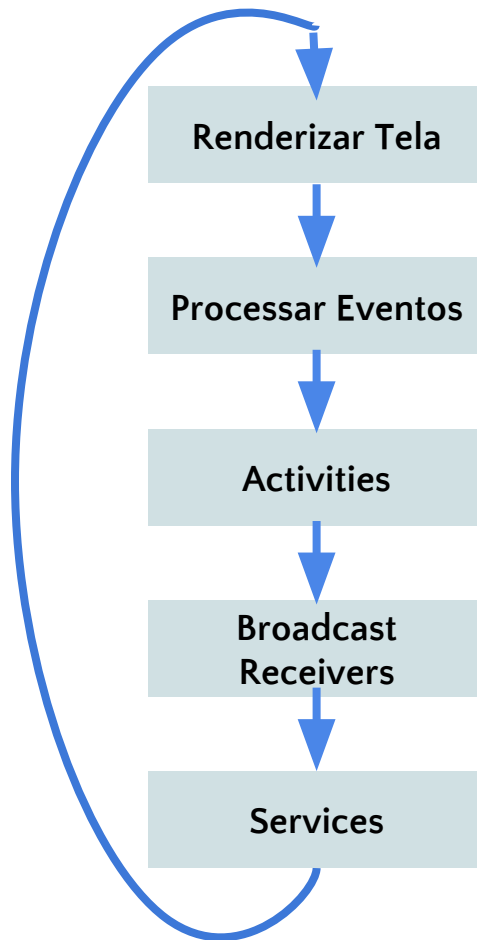 Renderizar Tela
Processar Eventos
Activities
Broadcast
Receivers
Services